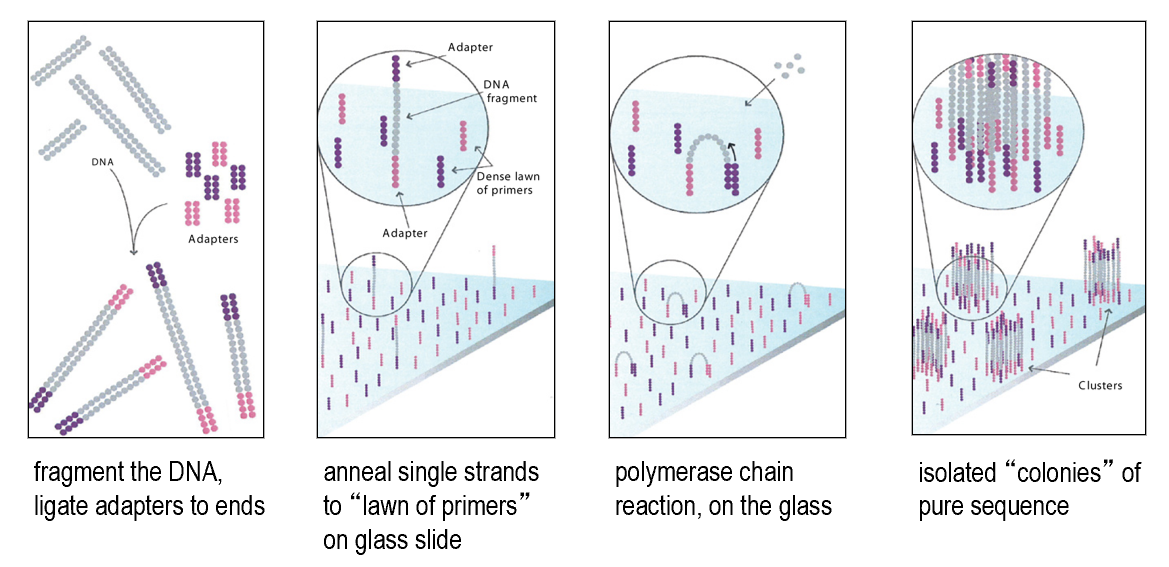 DNA
Adapters
fragment the DNA,
ligate adapters to ends
Adapter
DNA
fragment
Dense lawn
of primers
Adapter
anneal single strands
to “lawn of primers”
on glass slide
polymerase chain
reaction, on the glass
Clusters
isolated “colonies” of
pure sequence